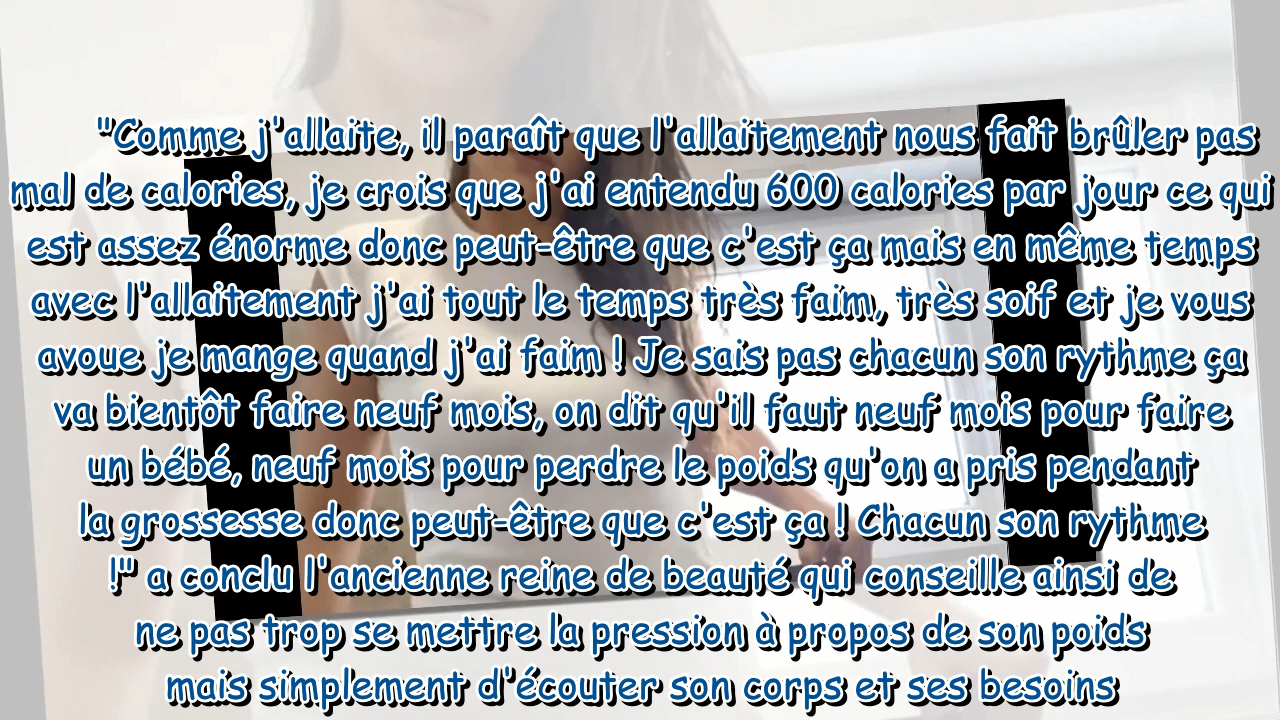 "Comme j'allaite, il paraît que l'allaitement nous fait brûler pas
mal de calories, je crois que j'ai entendu 600 calories par jour ce qui
est assez énorme donc peut-être que c'est ça mais en même temps
avec l'allaitement j'ai tout le temps très faim, très soif et je vous
avoue je mange quand j'ai faim ! Je sais pas chacun son rythme ça
va bientôt faire neuf mois, on dit qu'il faut neuf mois pour faire
un bébé, neuf mois pour perdre le poids qu'on a pris pendant
la grossesse donc peut-être que c'est ça ! Chacun son rythme
!" a conclu l'ancienne reine de beauté qui conseille ainsi de
ne pas trop se mettre la pression à propos de son poids
mais simplement d'écouter son corps et ses besoins